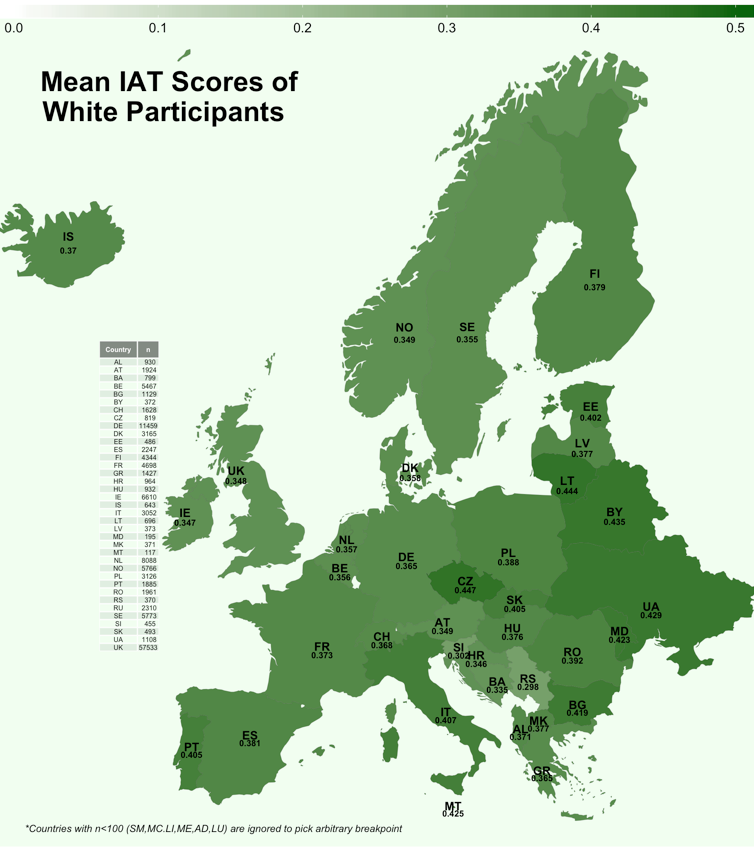 0.0 0.1 0.2 0.3 0.4 0.5
Mean IAT Scores of
White Participants
IS
0.37
FI
0.379
NO
0.349
SE
0.355
Country n
AL 930
AT 1924
BA 799
BE 5467
BG 1129
BY 372
CH 1628
CZ 819
DE 11459
DK 3165
EE 486
ES 2247
FI 4344
FR 4698
GR 1427
HR 964
HU 932
IE 6610
IS 643
IT 3052
LT 696
LV 373
MD 195
MK 371
MT 117
NL 8088
NO 5766
PL 3126
PT 1885
RO 1961
RS 370
RU 2310
SE 5773
SI 455
SK 493
UA 1108
UK 57533
EE
0.402
LV
0.377
DK
0.358
UK
0.348
LT
0.444
IE
0.347
BY
0.435
NL
0.357
DE
0.365
PL
0.388
BE
0.356
CZ
0.447
SK
0.405
UA
0.429
AT
0.349
HU
0.376
MD
0.423
CH
0.368
FR
0.373
SI
0.302
HR
0.346
RO
0.392
BA
0.335
RS
0.298
IT
0.407
BG
0.419
MK
0.377
AL
0.371
ES
0.381
PT
0.405
GR
0.365
MT
0.425
*Countries with n<100 (SM,MC.LI,ME,AD,LU) are ignored to pick arbitrary breakpoint